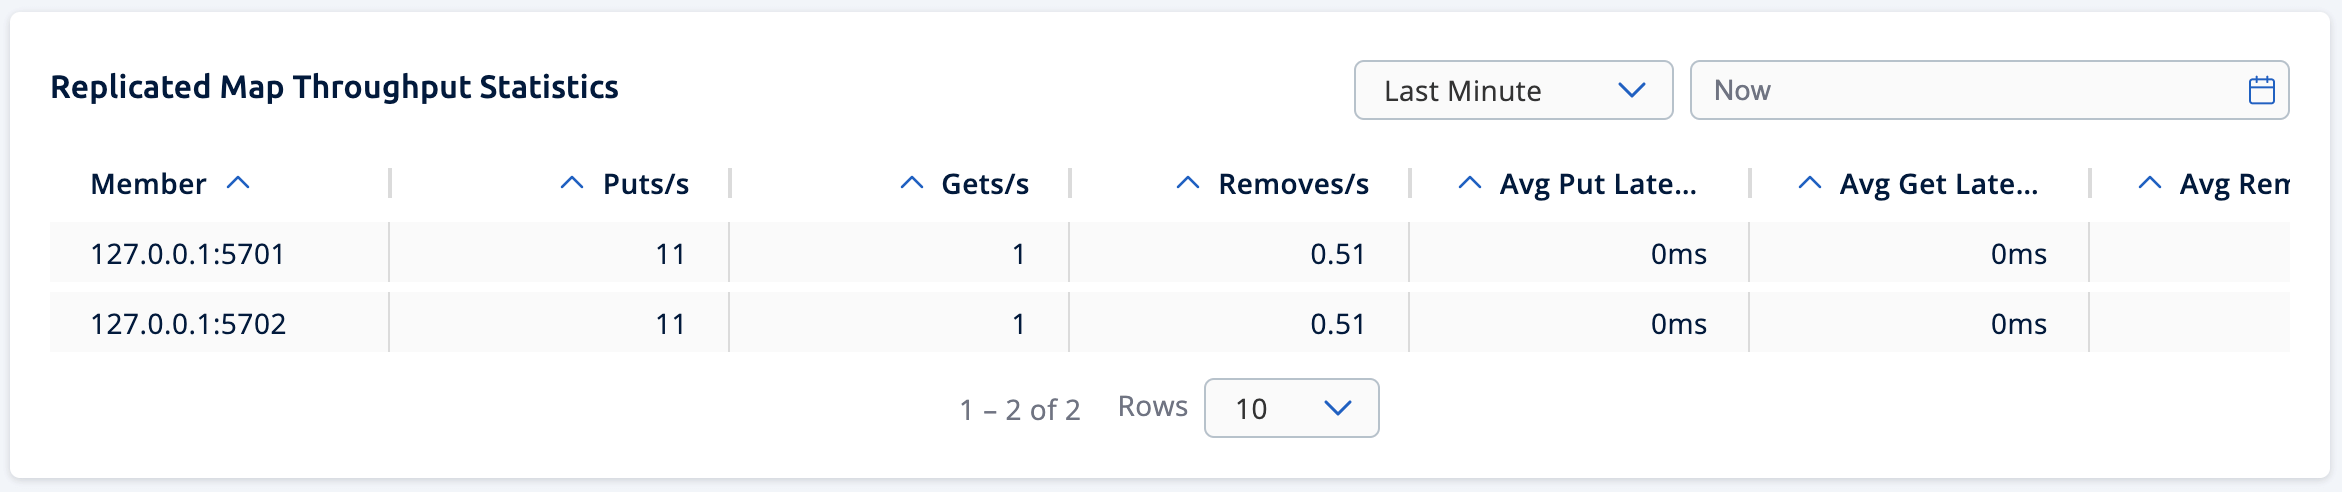 Replicated Map Throughput Statistics
Last Minute
Now
Member Puts/s Gets/s Removes/s Avg Put Late... Avg Get Late... Avg Rem
127.0.0.1:5701 11 1 0.51 0ms 0ms
127.0.0.1:5702 11 1 0.51 0ms 0ms
1 – 2 of 2 Rows 10